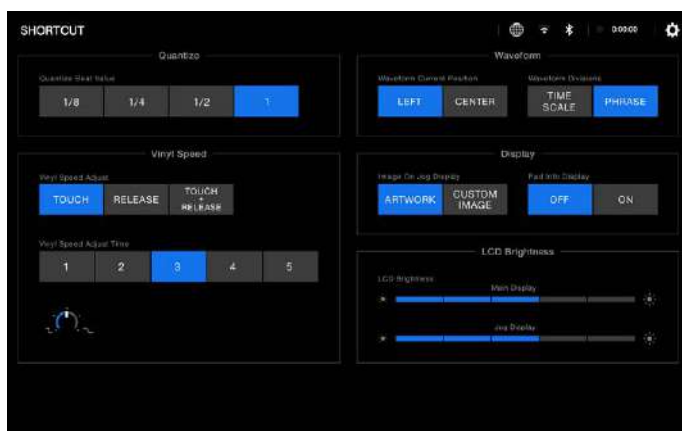 SHORTCUT
0:00:00
Quantize
Quantize Beat Value
1/8 1/4 1/2 1
Waveform
Waveform Current Position
LEFT CENTER
Waveform Divisions
TIME
SCALE
PHRASE
Vinyl Speed
Vinyl Speed Adjust
TOUCH RELEASE
TOUCH
+
RELEASE
Vinyl Speed Adjust Time
1 2 3 4 5
Display
Image On Jog Display
ARTWORK
CUSTOM
IMAGE
Pad Info Display
OFF ON
LCD Brightness
LCD Brightness
Main Display
Jog Display